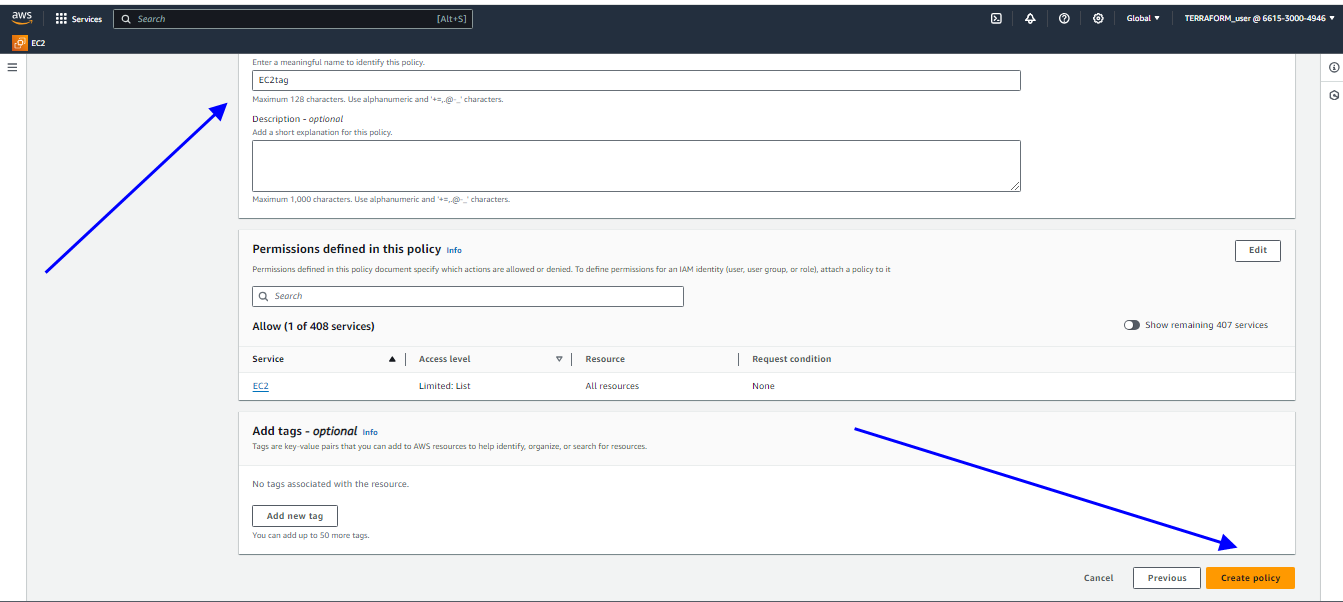 aws
Services
Search [Alt+S]
Global
TERRAFORM_user @ 6615-3000-4946
EC2
Enter a meaningful name to identify this policy.
EC2tag
Maximum 128 characters. Use alphanumeric and '+=,.@-_' characters.
Description - optional
Add a short explanation for this policy.
Maximum 1,000 characters. Use alphanumeric and '+=,.@-_' characters.
Permissions defined in this policy Info
Edit
Permissions defined in this policy document specify which actions are allowed or denied. To define permissions for an IAM identity (user, user group, or role), attach a policy to it
Search
Allow (1 of 408 services)
Show remaining 407 services
Service Access level Resource Request condition
EC2 Limited: List All resources None
Add tags - optional Info
Tags are key-value pairs that you can add to AWS resources to help identify, organize, or search for resources.
No tags associated with the resource.
Add new tag
You can add up to 50 more tags.
Cancel Previous Create policy